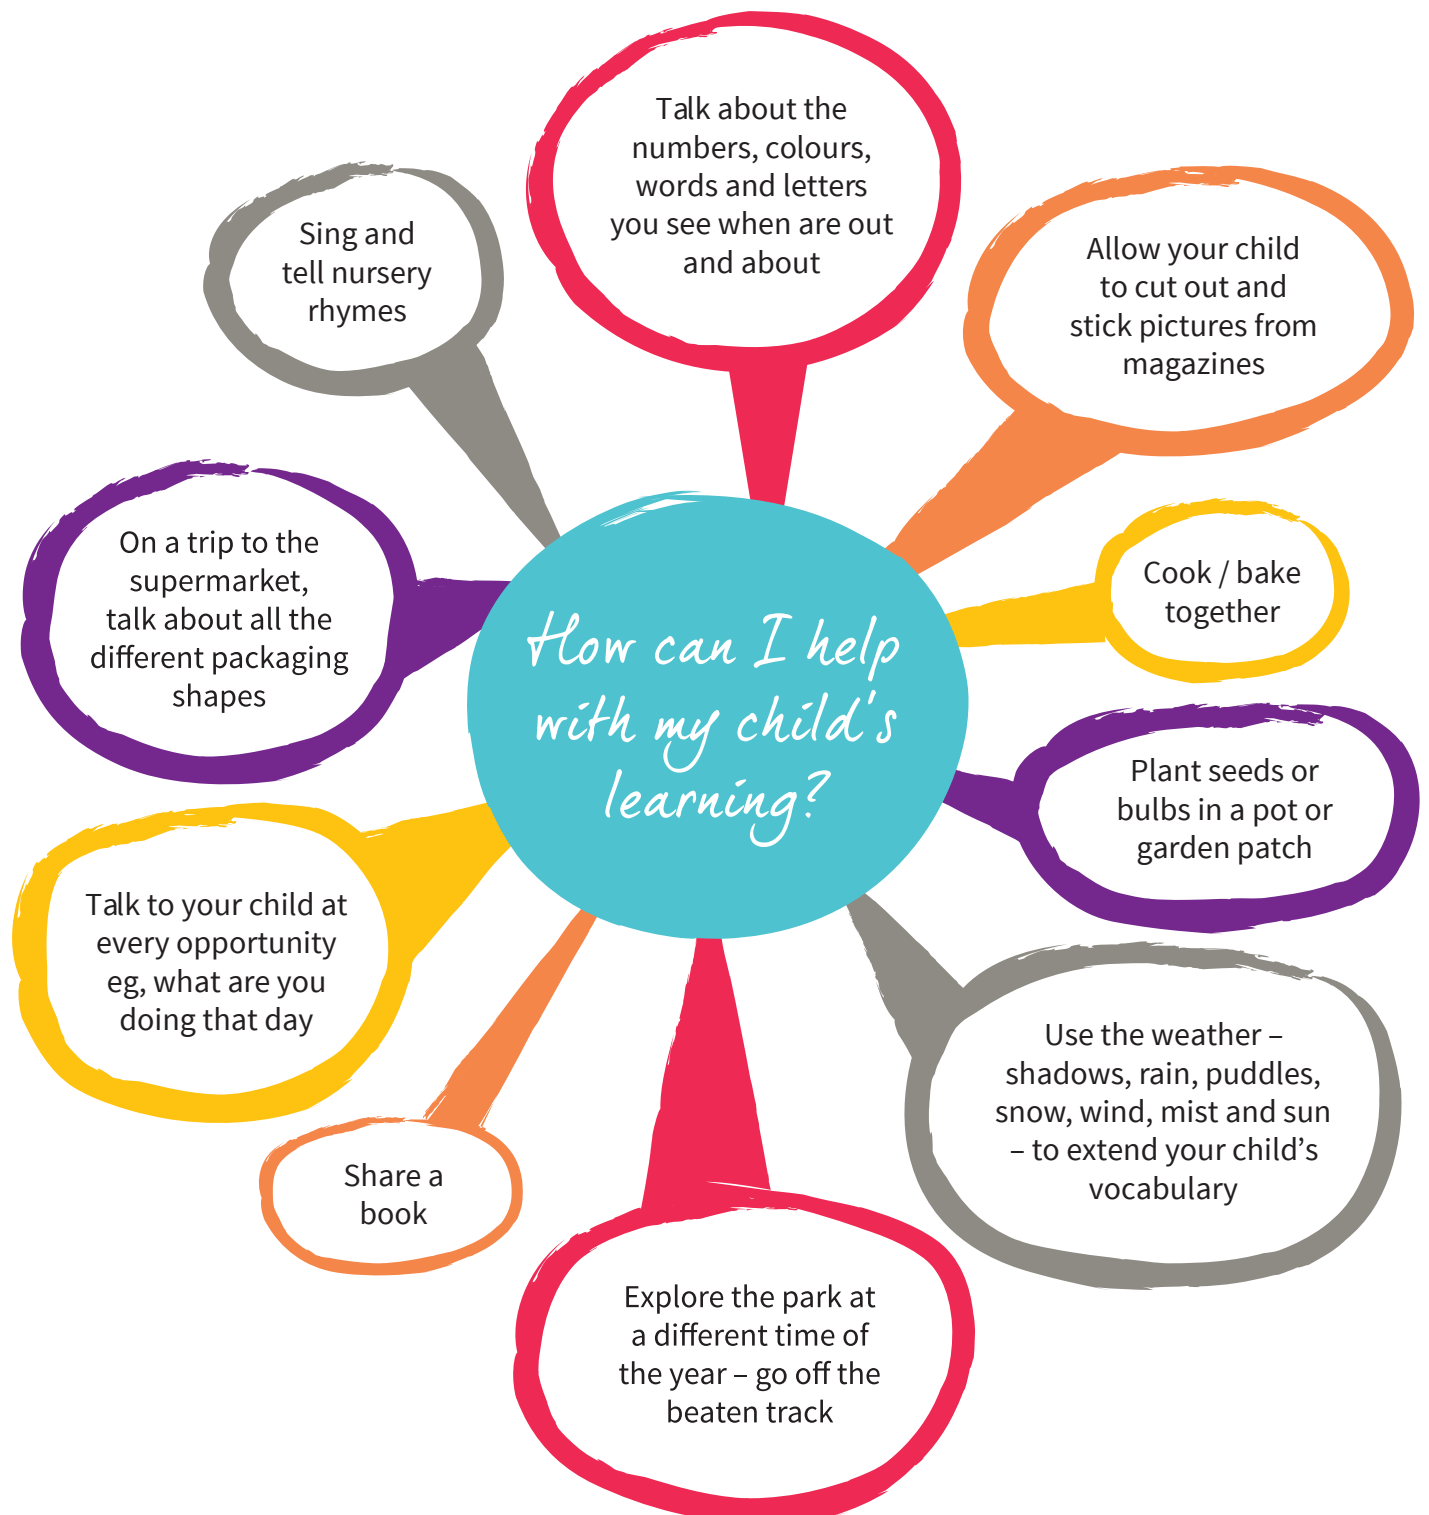 Talk about the
numbers, colours,
words and letters
you see when are out
and about
Allow your child
to cut out and
stick pictures from
magazines
Cook / bake
together
Plant seeds or
bulbs in a pot or
garden patch
Use the weather –
shadows, rain, puddles,
snow, wind, mist and sun
– to extend your child’s
vocabulary
Explore the park at
a different time of
the year – go off the
beaten track
Share a
book
Talk to your child at
every opportunity
eg, what are you
doing that day
On a trip to the
supermarket,
talk about all the
different packaging
shapes
Sing and
tell nursery
rhymes
How can I help
with my child's
learning?